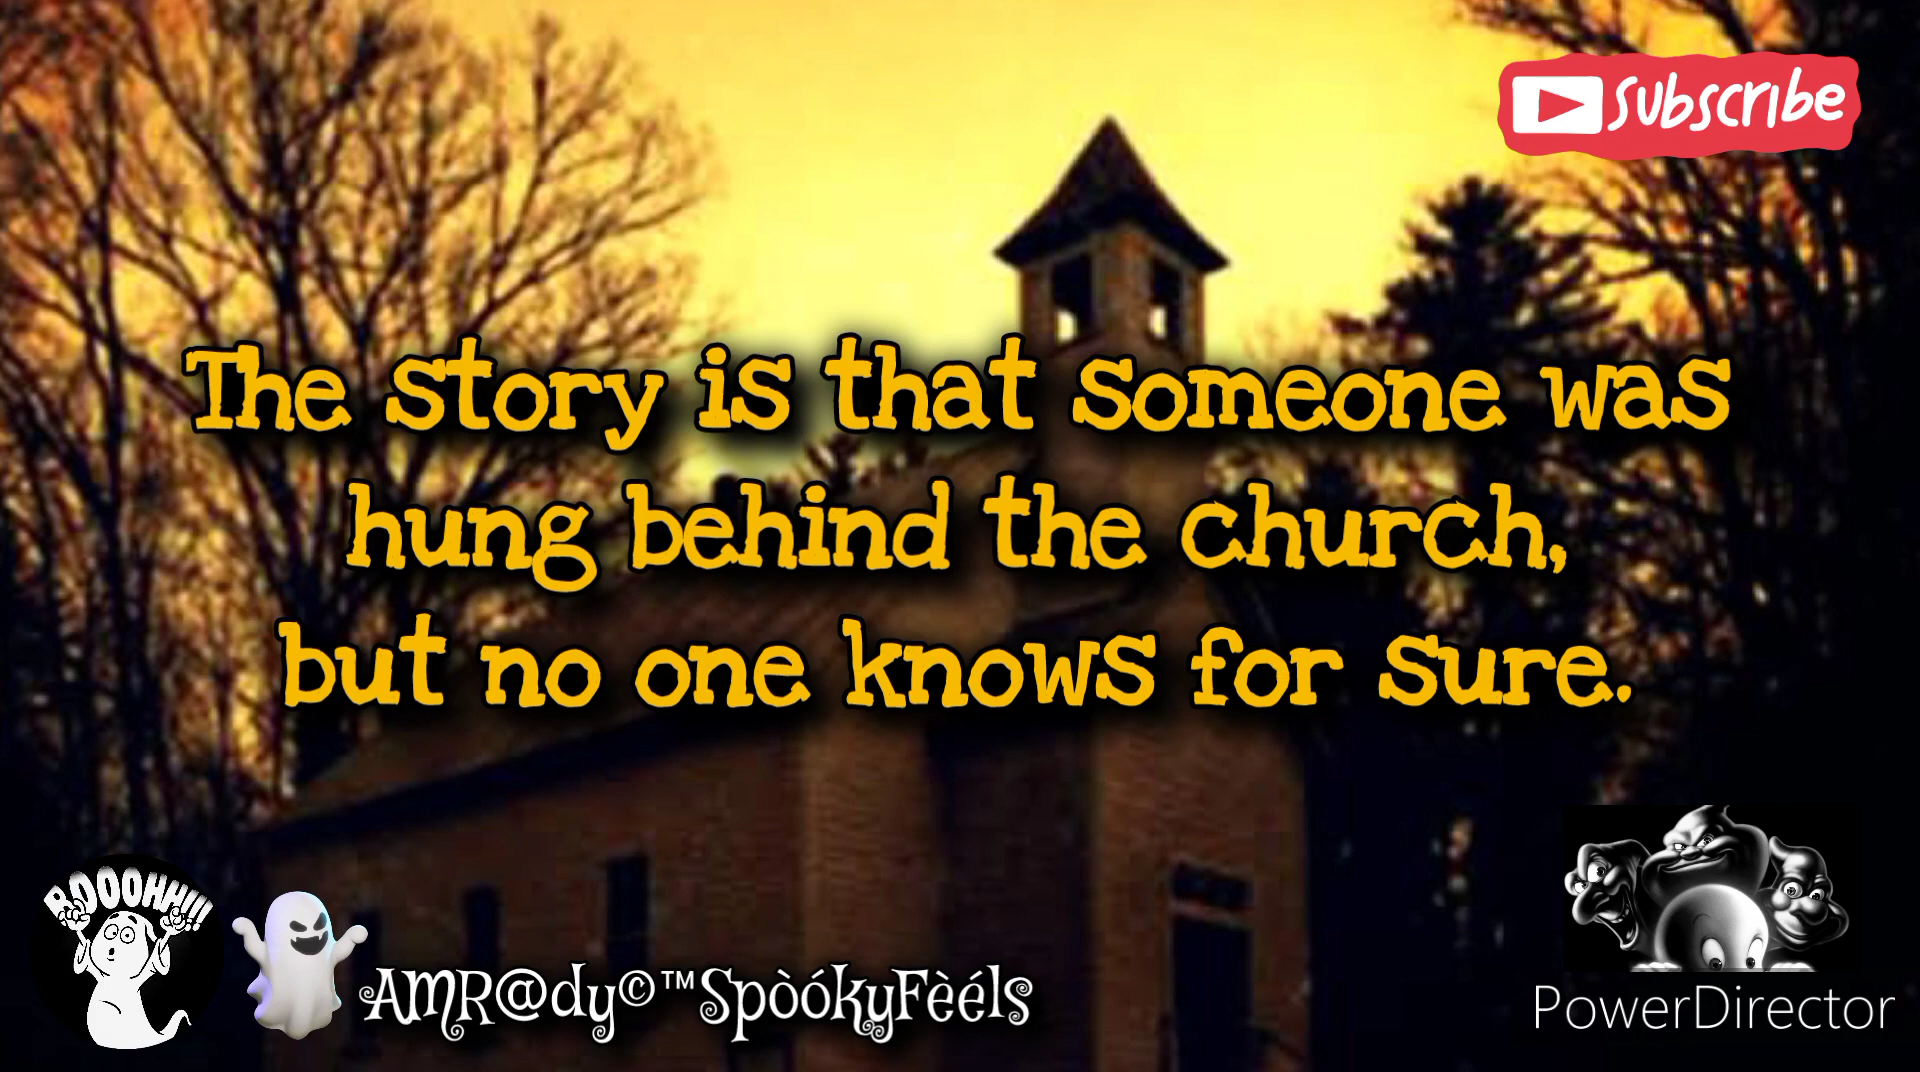 Subscribe
The story is that someone was
hung behind the church,
but no one knows for sure.
BOOOHH!!!
AMR@dy©™SpòókyFèéls
PowerDirector